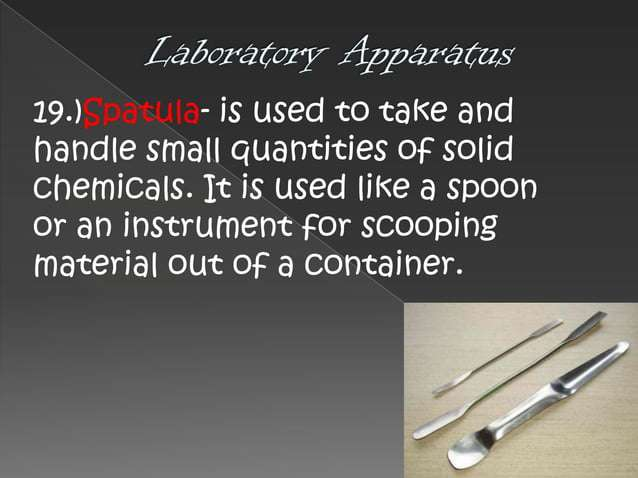 Laboratory Apparatus
19.)Spatula- is used to take and
handle small quantities of solid
chemicals. It is used like a spoon
or an instrument for scooping
material out of a container.